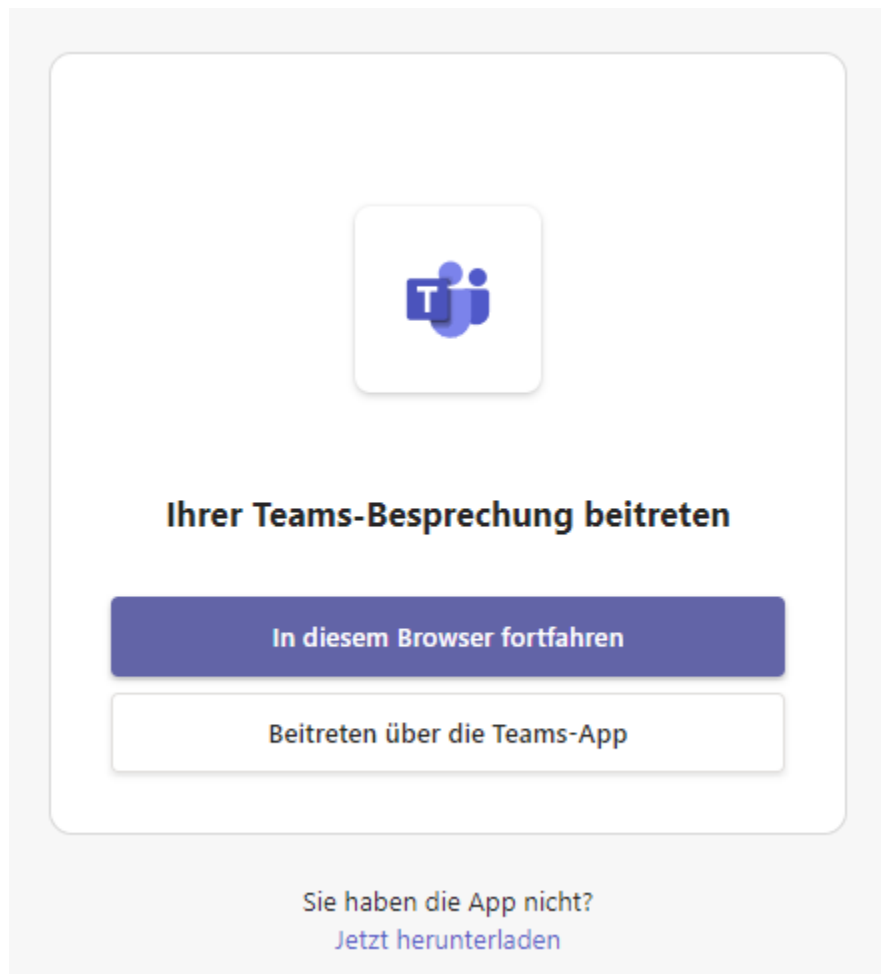 T
Ihrer Teams-Besprechung beitreten
In diesem Browser fortfahren
Beitreten über die Teams-App
Sie haben die App nicht?
Jetzt herunterladen